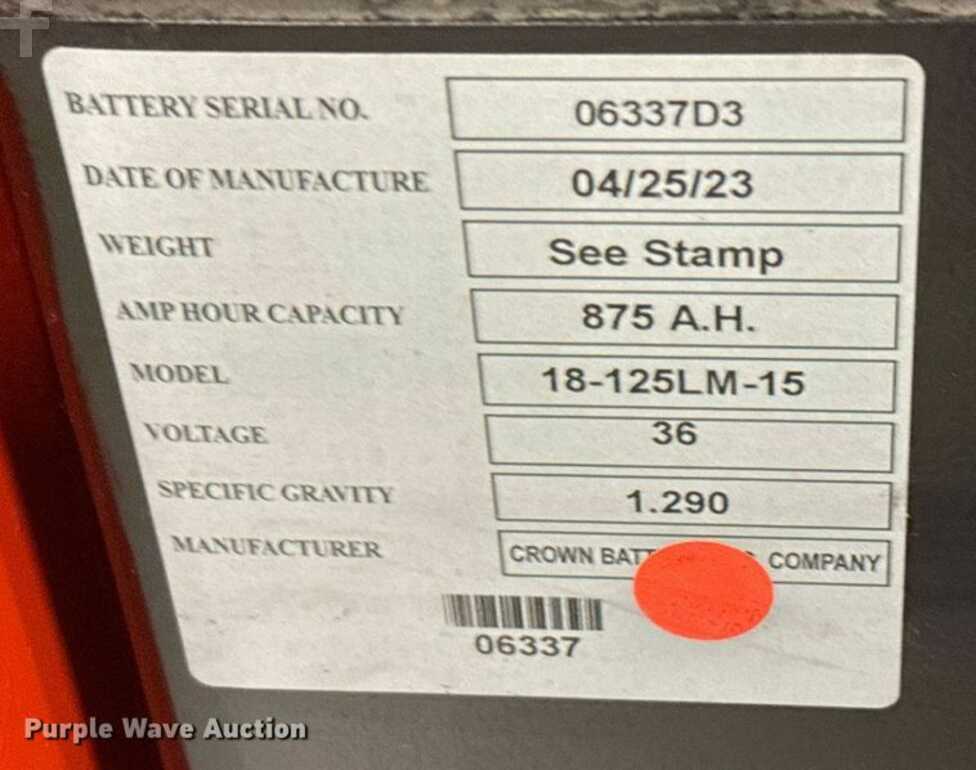 BATTERY SERIAL NO. 06337D3
DATE OF MANUFACTURE 04/25/23
WEIGHT See Stamp
AMP HOUR CAPACITY 875 A.H.
MODEL 18-125LM-15
VOLTAGE 36
SPECIFIC GRAVITY 1.290
MANUFACTURER CROWN COMPANY
06337
Purple Wave Auction